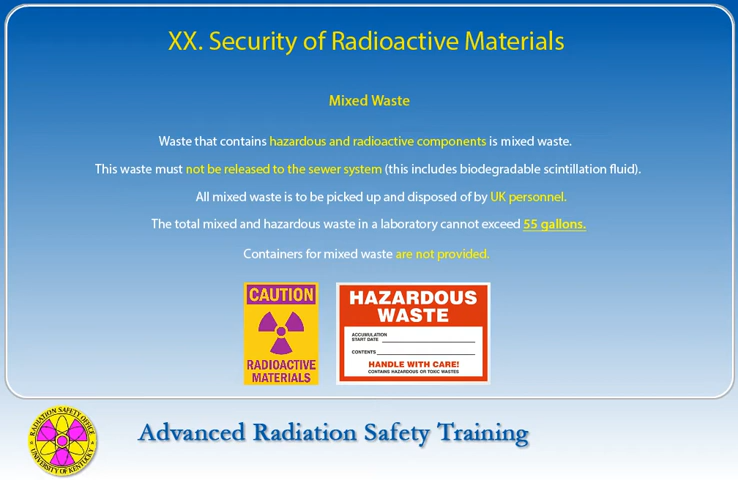 XX. Security of Radioactive Materials
Mixed Waste
Waste that contains hazardous and radioactive components is mixed waste.
This waste must not be released to the sewer system (this includes biodegradable scintillation fluid).
All mixed waste is to be picked up and disposed of by UK personnel.
The total mixed and hazardous waste in a laboratory cannot exceed 55 gallons.
Containers for mixed waste are not provided.
CAUTION
RADIOACTIVE
MATERIALS
HAZARDOUS
WASTE
ACCUMULATION
START DATE
CONTENTS
HANDLE WITH CARE!
CONTAINS HAZARDOUS OR TOXIC WASTES
RADIATION SAFETY OFFICE
UNIVERSITY OF KENTUCKY
Advanced Radiation Safety Training